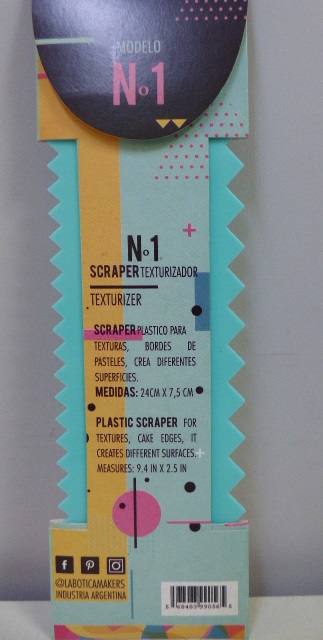 MODELO
Nº1
Nº1
SCRAPER TEXTURIZADOR
TEXTURIZER
SCRAPER PLASTICO PARA
TEXTURAS, BORDES DE
PASTELES, CREA DIFERENTES
SUPERFICIES.
MEDIDAS: 24CM X 7,5 CM
PLASTIC SCRAPER FOR
TEXTURES, CAKE EDGES, IT
CREATES DIFFERENT SURFACES.
MEASURES: 9.4 IN X 2.5 IN
@LABOTICAMAKERS
INDUSTRIA ARGENTINA